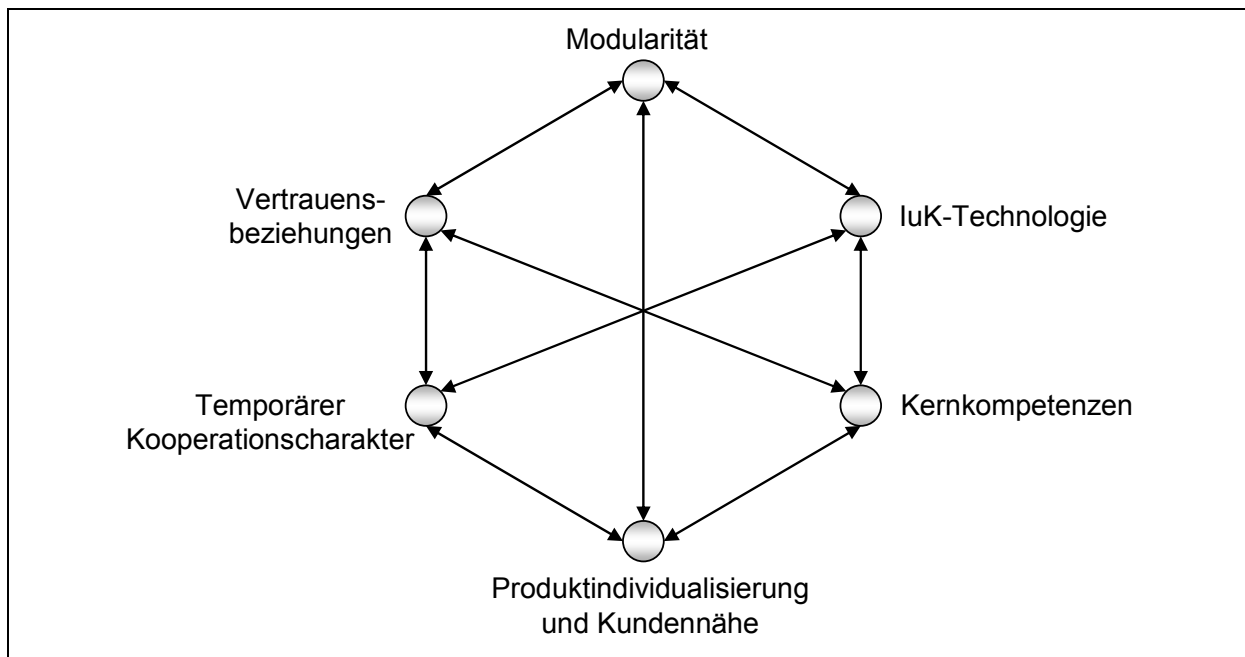 Modularität
Vertrauens-
beziehungen
IuK-Technologie
Temporärer
Kooperationscharakter
Kernkompetenzen
Produktindividualisierung
und Kundennähe